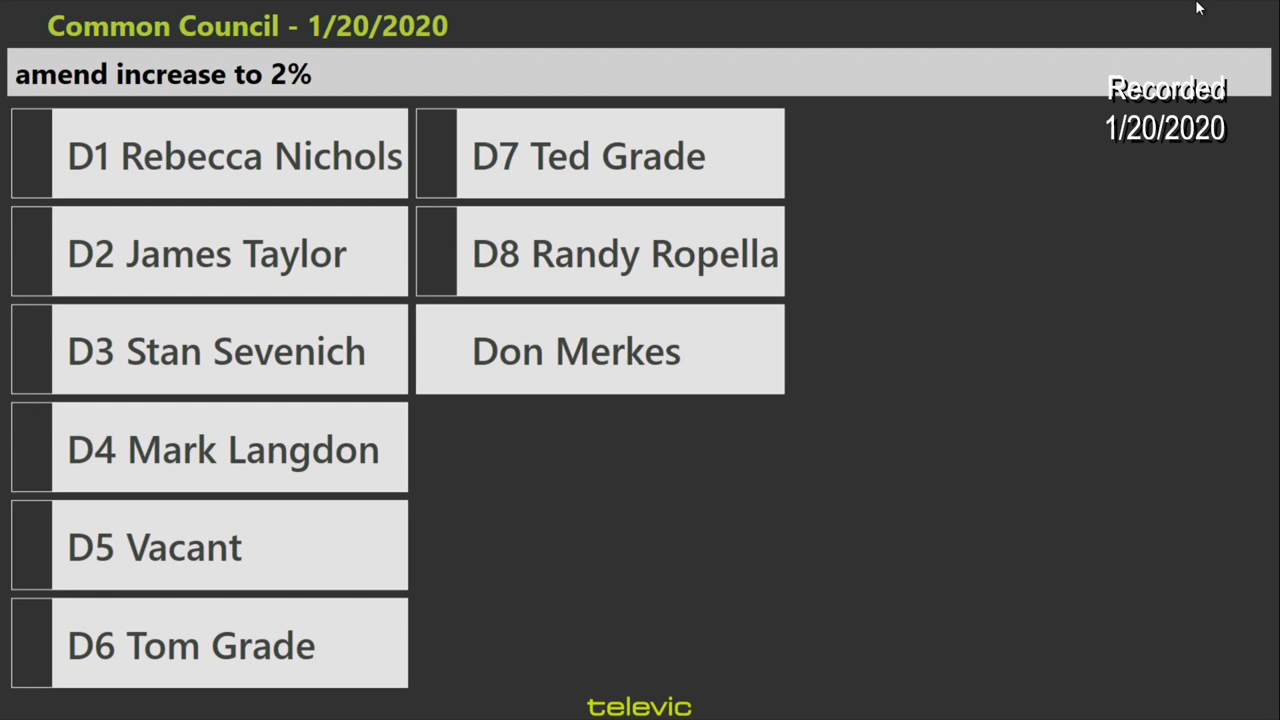 Common Council - 1/20/2020
amend increase to 2%
Recorded
1/20/2020
D1 Rebecca Nichols
D2 James Taylor
D3 Stan Sevenich
D4 Mark Langdon
D5 Vacant
D6 Tom Grade
D7 Ted Grade
D8 Randy Ropella
Don Merkes
televic